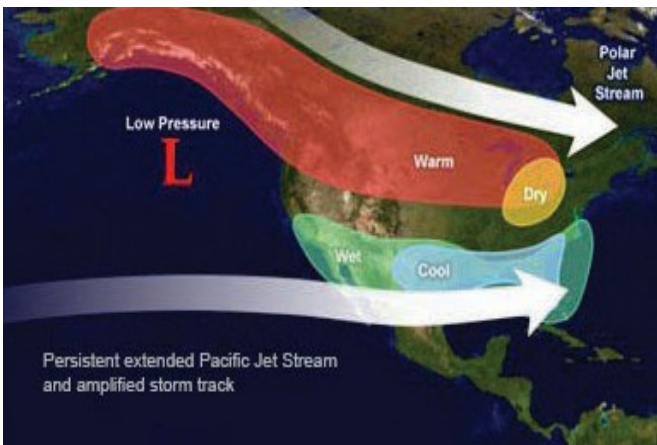 Polar
Jet
Stream
Low Pressure
L
Warm
Dry
Wet
Cool
Persistent extended Pacific Jet Stream
and amplified storm track